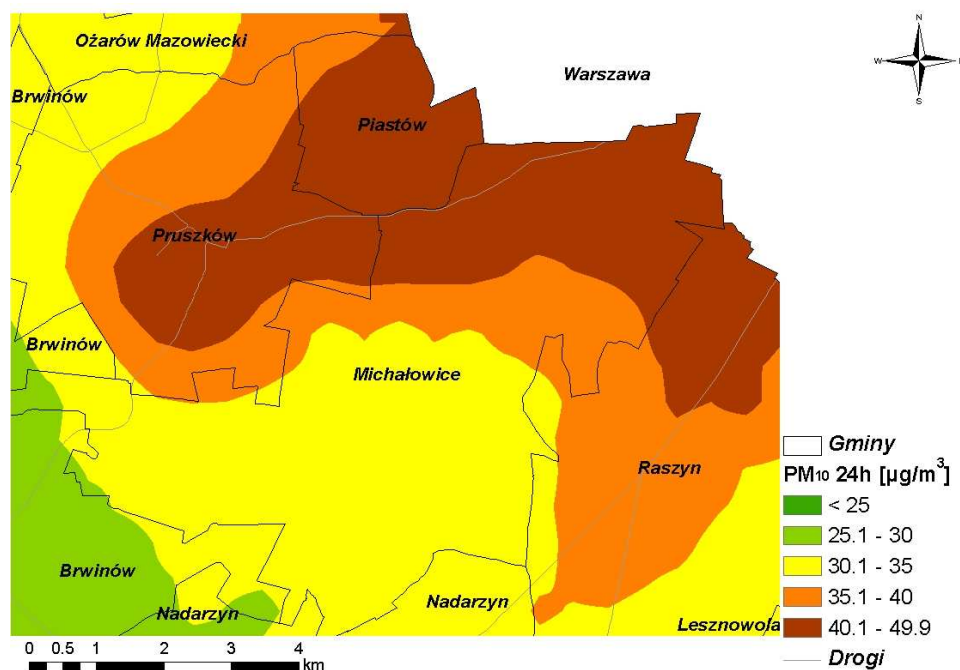 N
W
S
Ożarów Mazowiecki
Warszawa
Brwinów
Piastów
Pruszków
Brwinów
Michałowice
Raszyn
Brwinów
Nadarzyn
Nadarzyn
Lesznowola
Gminy
PM10 24h [µg/m³]
< 25
25.1 - 30
30.1 - 35
35.1 - 40
40.1 - 49.9
Drogi
0 0.5 1 2 3 4
km